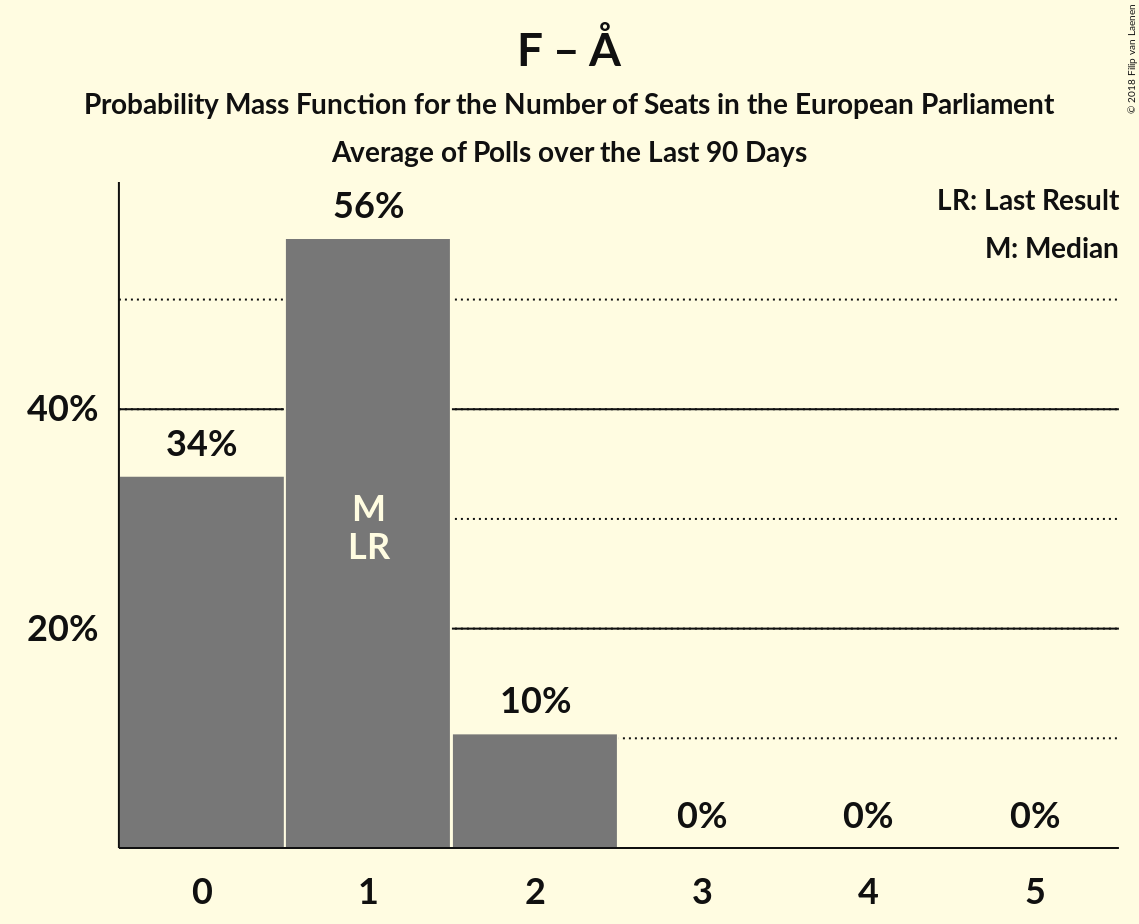 F – Å
Probability Mass Function for the Number of Seats in the European Parliament
Average of Polls over the Last 90 Days
© 2018 Filip van Laenen
LR: Last Result
M: Median
56%
40%
34%
M
LR
20%
10%
0%
0%
0%
0
1
2
3
4
5